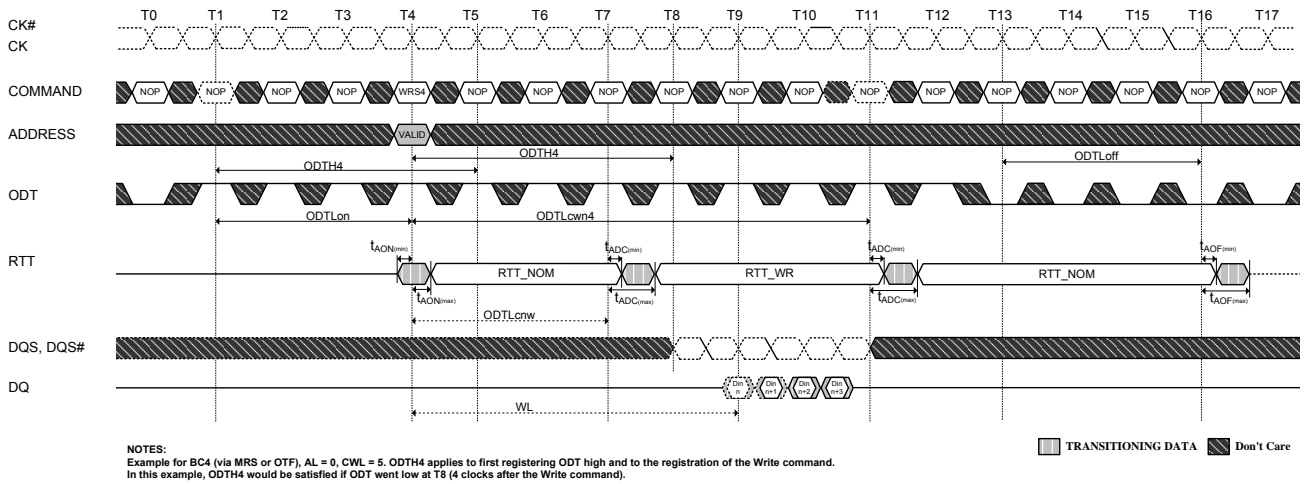 T0 T1 T2 T3 T4 T5 T6 T7 T8 T9 T10 T11 T12 T13 T14 T15 T16 T17
CK#
CK
COMMAND NOP NOP NOP NOP WRS4 NOP NOP NOP NOP NOP NOP NOP NOP NOP NOP NOP NOP NOP
ADDRESS VALID
ODTH4 ODTH4 ODTLoff
ODT
ODTLon ODTLcwn4
tAON(min) tADC(min) tADC(min) tAOF(min)
RTT RTT_NOM RTT_WR RTT_NOM
tAON(max) tADC(max) tADC(max) tAOF(max)
ODTLcnw
DQS, DQS#
DQ Din n Din n+1 Din n+2 Din n+3
WL
NOTES:
Example for BC4 (via MRS or OTF), AL = 0, CWL = 5. ODTH4 applies to first registering ODT high and to the registration of the Write command.
In this example, ODTH4 would be satisfied if ODT went low at T8 (4 clocks after the Write command).
TRANSITIONING DATA Don't Care